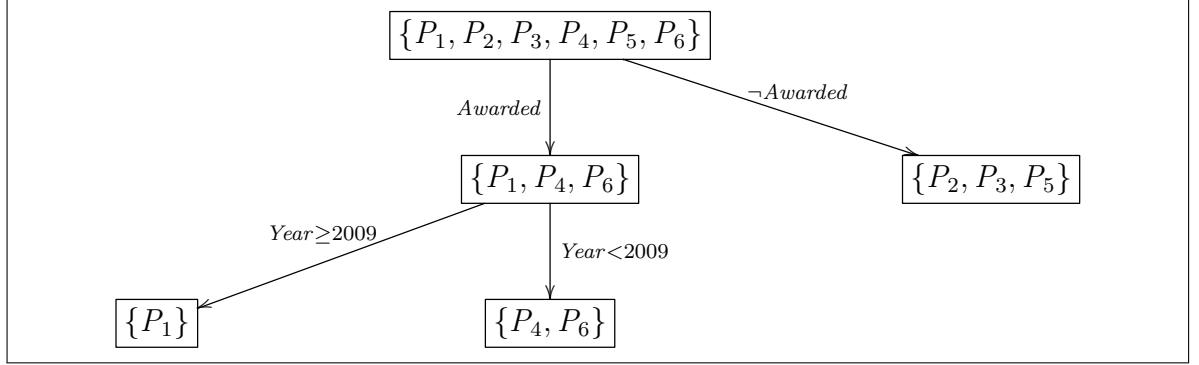 {P₁, P₂, P₃, P₄, P₅, P₆}
¬Awarded
Awarded
{P₁, P₄, P₆}
{P₂, P₃, P₅}
Year≥2009
Year<2009
{P₁}
{P₄, P₆}